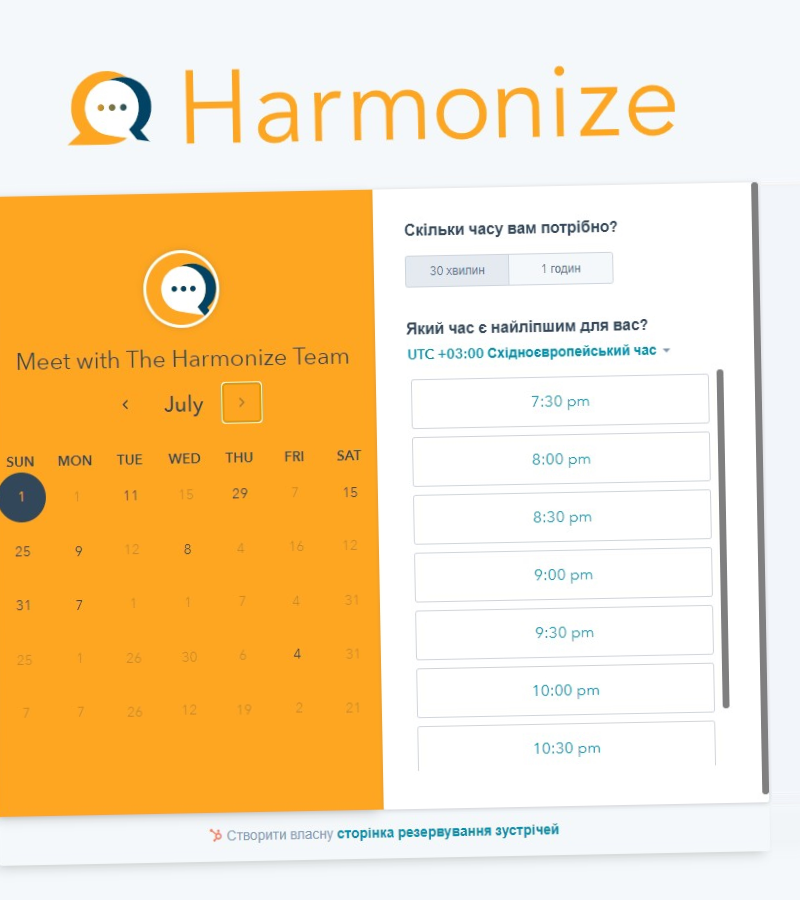 Harmonize
Meet with The Harmonize Team
July
SUN MON TUE WED THU FRI SAT
1 1 11 15 29 7 15
25 9 12 8 4 16 12
31 7 1 1 7 4 31
25 1 26 30 6 4 31
7 7 26 12 19 2 21
Скільки часу вам потрібно?
30 хвилин 1 годин
Який час є найліпшим для вас?
UTC +03:00 Східноєвропейський час
7:30 pm
8:00 pm
8:30 pm
9:00 pm
9:30 pm
10:00 pm
10:30 pm
Створити власну сторінка резервування зустрічей